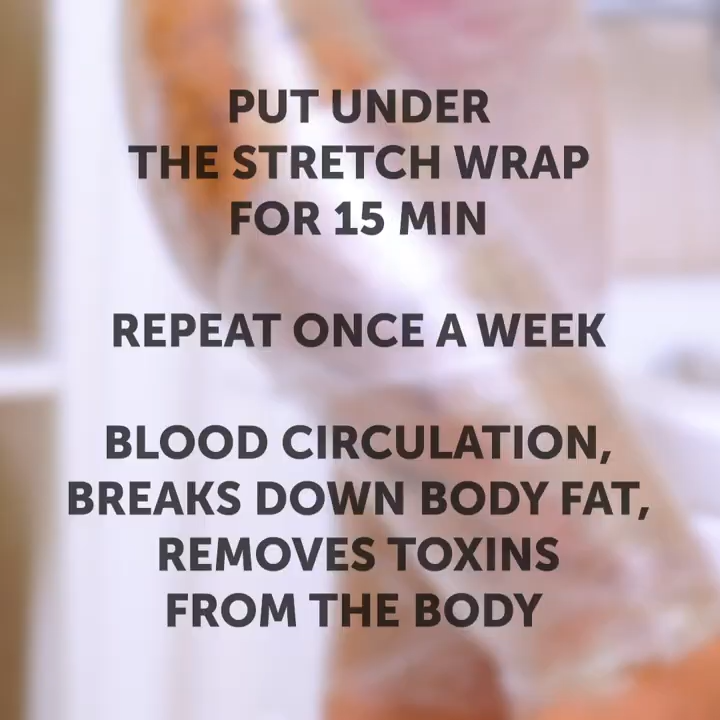 PUT UNDER
THE STRETCH WRAP
FOR 15 MIN
REPEAT ONCE A WEEK
BLOOD CIRCULATION,
BREAKS DOWN BODY FAT,
REMOVES TOXINS
FROM THE BODY